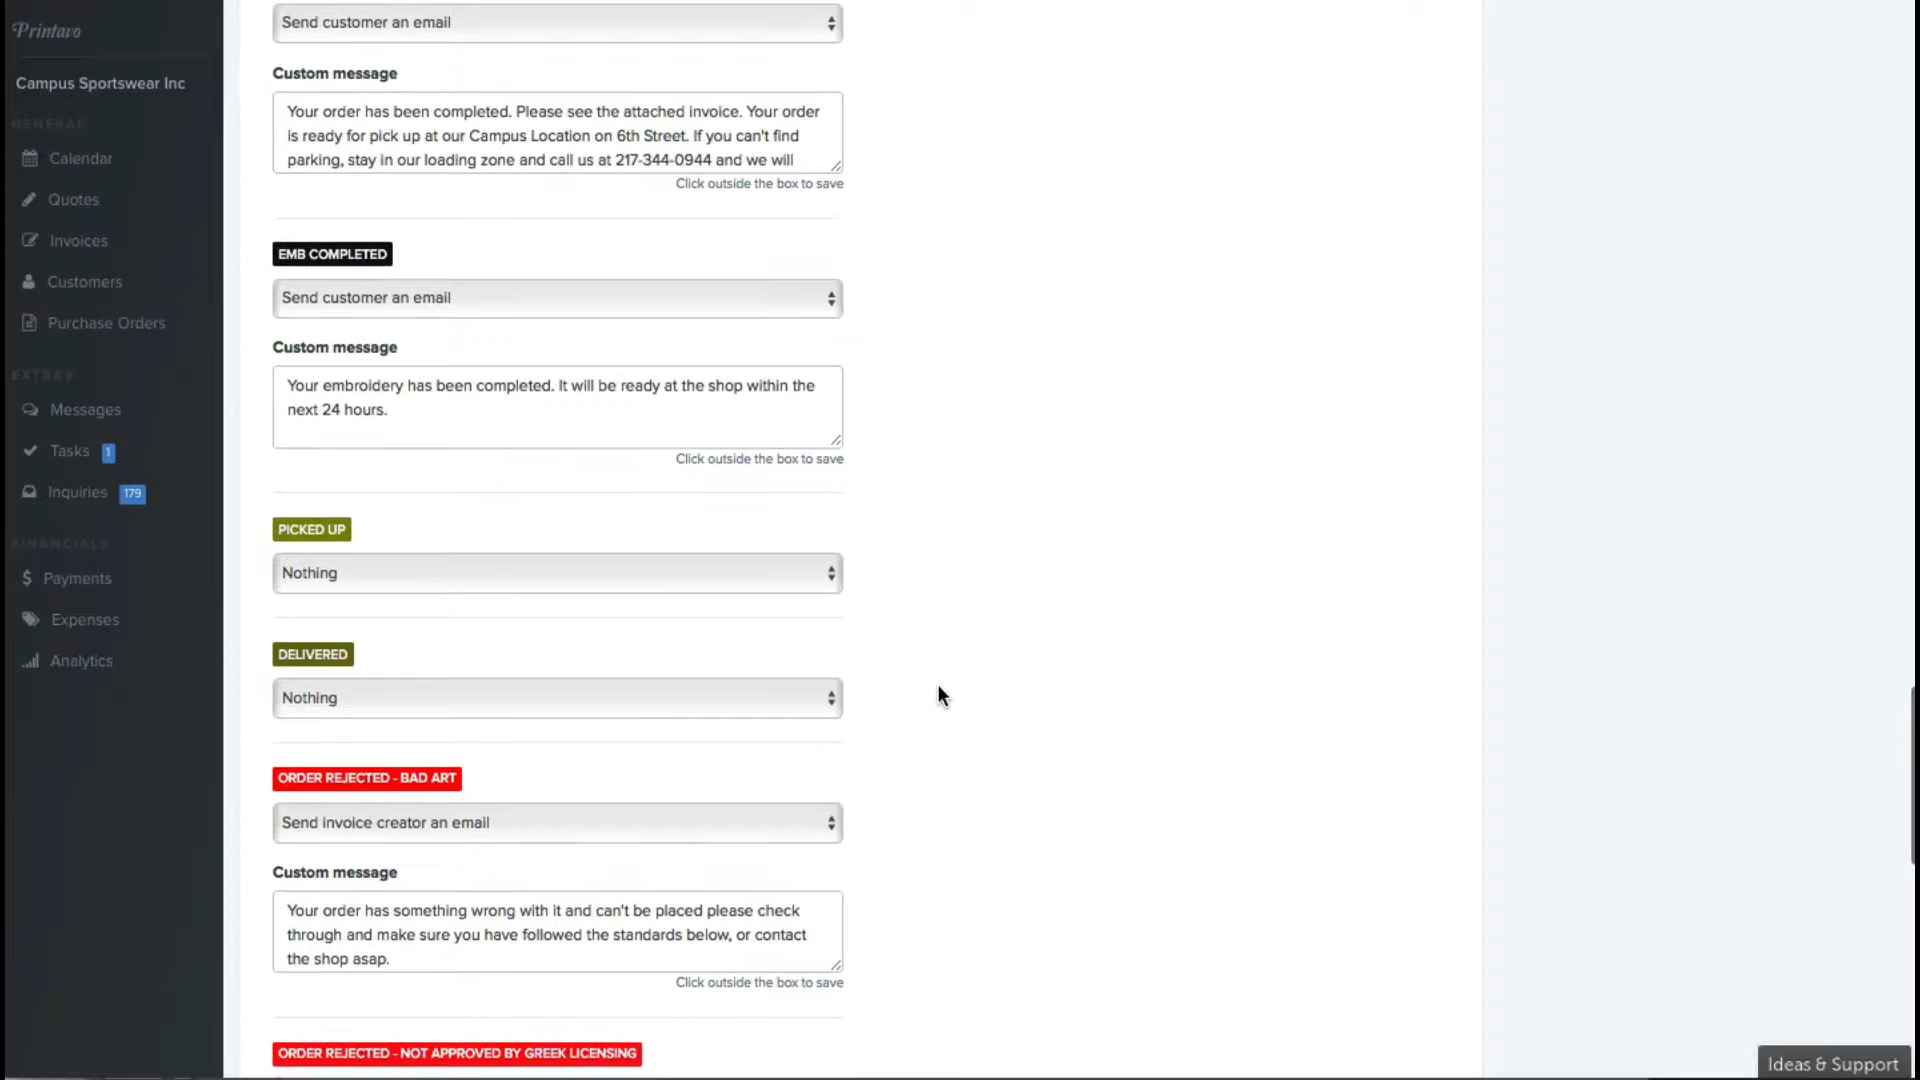 Printavo
Campus Sportswear Inc
GENERAL
Calendar
Quotes
Invoices
Customers
Purchase Orders
EXTRAS
Messages
Tasks 1
Inquiries 179
FINANCIALS
Payments
Expenses
Analytics
Send customer an email
Custom message
Your order has been completed. Please see the attached invoice. Your order
is ready for pick up at our Campus Location on 6th Street. If you can't find
parking, stay in our loading zone and call us at 217-344-0944 and we will
Click outside the box to save
EMB COMPLETED
Send customer an email
Custom message
Your embroidery has been completed. It will be ready at the shop within the
next 24 hours.
Click outside the box to save
PICKED UP
Nothing
DELIVERED
Nothing
ORDER REJECTED - BAD ART
Send invoice creator an email
Custom message
Your order has something wrong with it and can't be placed please check
through and make sure you have followed the standards below, or contact
the shop asap.
Click outside the box to save
ORDER REJECTED - NOT APPROVED BY GREEK LICENSING
Ideas & Support